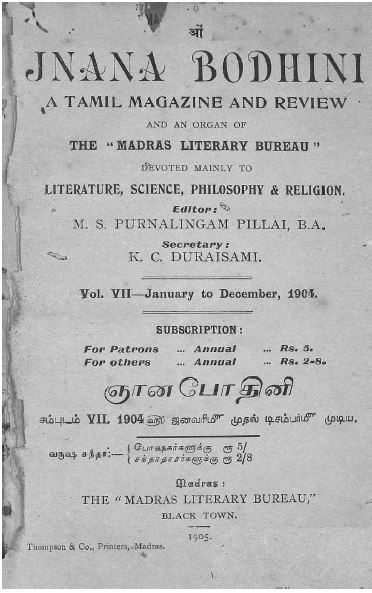 ஓம்
JNANA BODHINI
A TAMIL MAGAZINE AND REVIEW
AND AN ORGAN OF
THE "MADRAS LITERARY BUREAU"
DEVOTED MAINLY TO
LITERATURE, SCIENCE, PHILOSOPHY & RELIGION.
Editor:
M. S. PURNALINGAM PILLAI, B.A.
Secretary:
K. C. DURAISAMI.
Vol. VII—January to December, 1904.
SUBSCRIPTION:
For Patrons ... Annual ... Rs. 5.
For others ... Annual ... Rs. 2-8.
ஞான போதினி
சம்புடம் VII. 1904 ௵ ஜனவரி௴ முதல் டிசம்பர்௴ முடிய.
வருஷ சந்தா:— { போஷகர்களுக்கு ரூ 5/
{ சந்தாதாரர்களுக்கு ரூ 2/8
Madras:
THE "MADRAS LITERARY BUREAU,"
BLACK TOWN.
1905.
Thompson & Co., Printers, Madras.